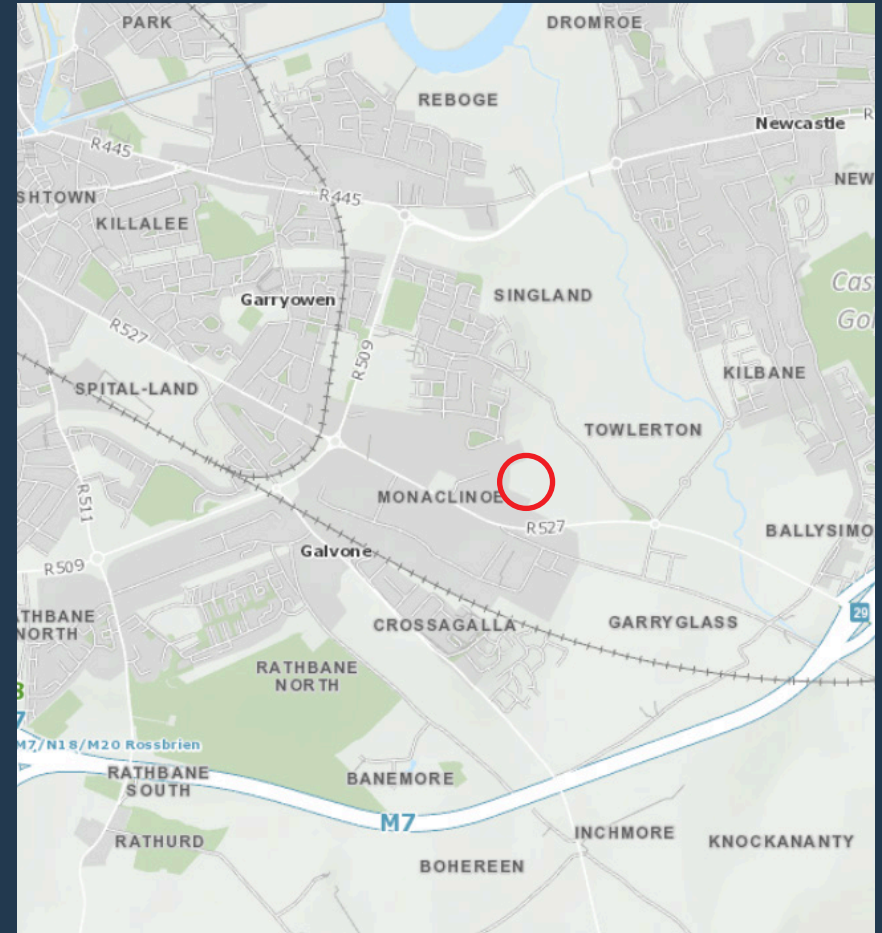 PARK
DROMROE
REBOGE
Newcastle
R445
SHTOWN
R445
NEW
KILLALEE
Garryowen
SINGLAND
Cas
Gol
R527
R509
SPITAL-LAND
KILBANE
TOWLERTON
R511
MONACLINOE
R527
BALLYSIMO
Galvone
R509
29
THBANE
NORTH
CROSSAGALLA
GARRYGLASS
RATHBANE
NORTH
M7/N18/M20 Rossbrien
RATHBANE
SOUTH
BANEMORE
M7
RATHURD
INCHMORE
KNOCKANANTY
BOHEREEN